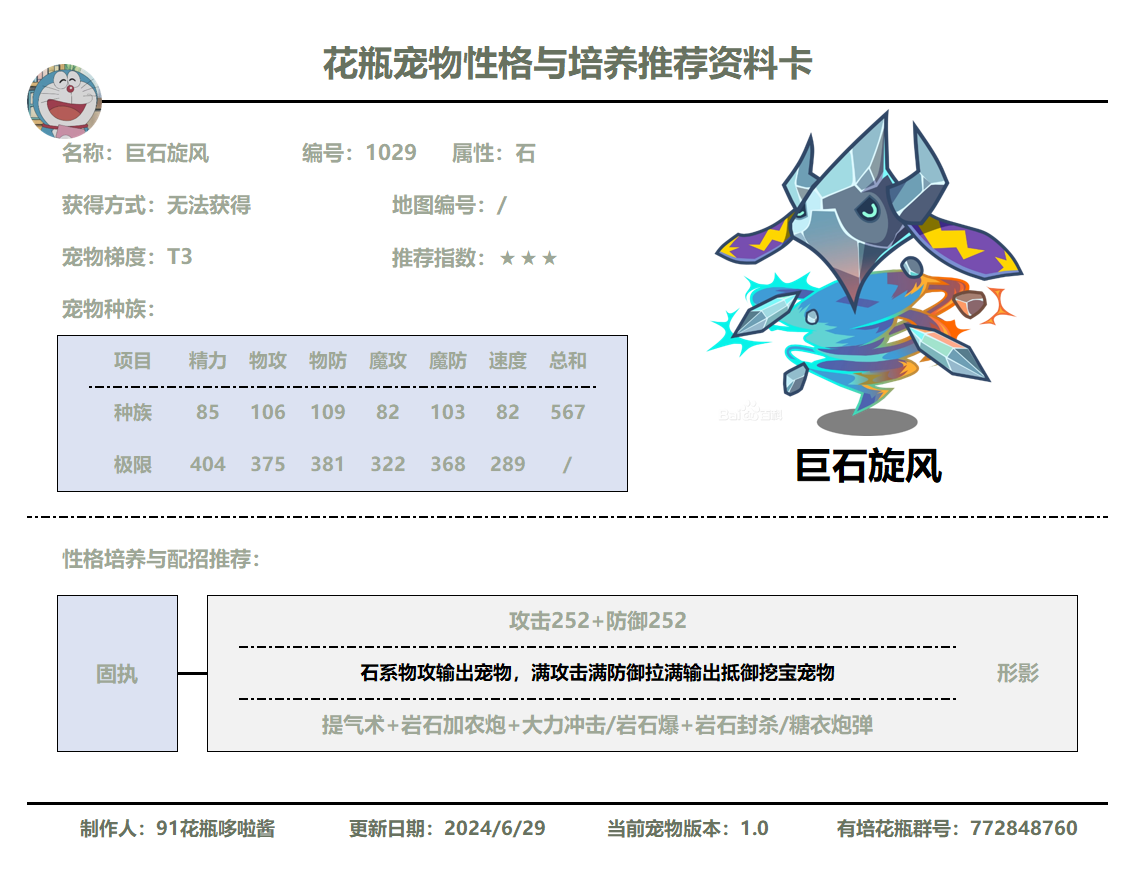 花瓶宠物性格与培养推荐资料卡
名称：巨石旋风 编号：1029 属性：石
获得方式：无法获得 地图编号：/
宠物梯度：T3 推荐指数：★★★
宠物种族：
项目 精力 物攻 物防 魔攻 魔防 速度 总和
种族 85 106 109 82 103 82 567
极限 404 375 381 322 368 289 /
Baidu百科
巨石旋风
性格培养与配招推荐：
固执
攻击252+防御252
石系物攻输出宠物，满攻击满防御拉满输出抵御挖宝宠物
提气术+岩石加农炮+大力冲击/岩石爆+岩石封杀/糖衣炮弹
形影
制作人：91花瓶哆啦酱 更新日期：2024/6/29 当前宠物版本：1.0 有培花瓶群号：772848760